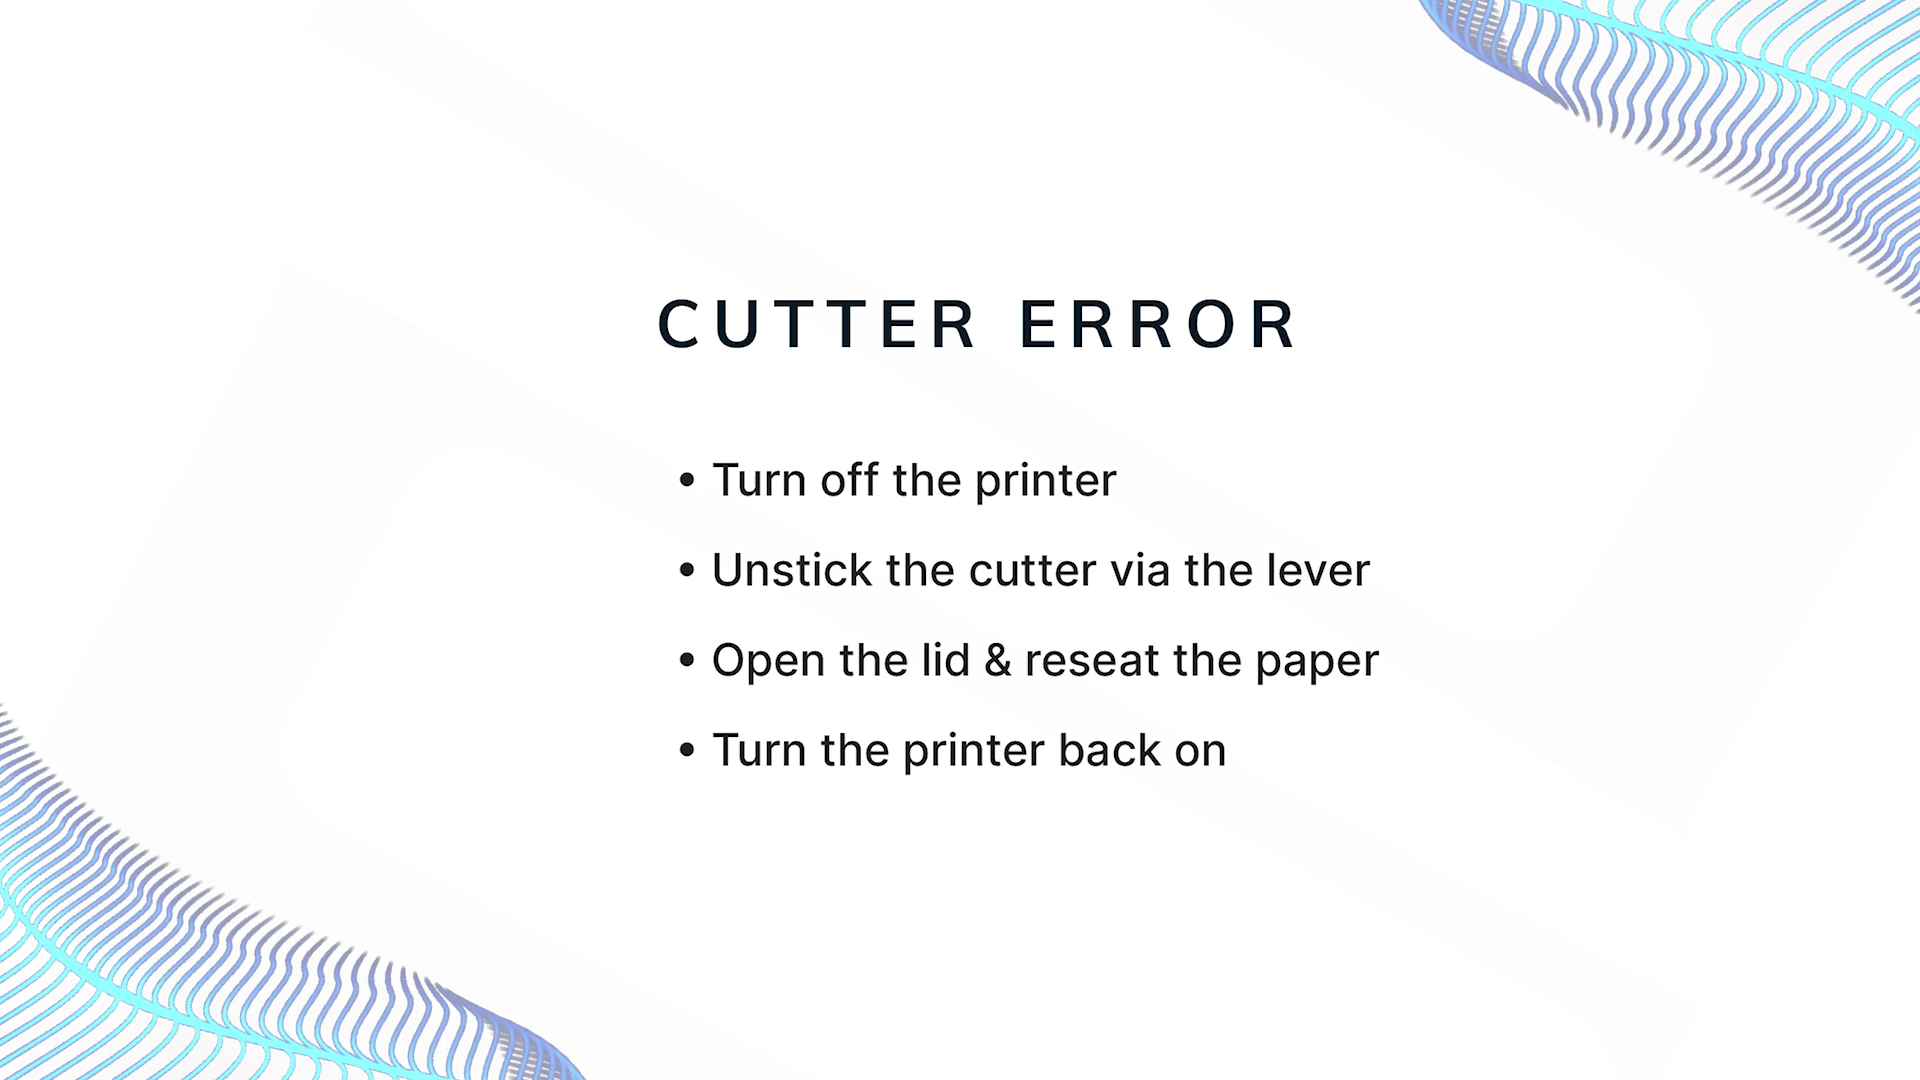 CUTTER ERROR
• Turn off the printer
• Unstick the cutter via the lever
• Open the lid & reseat the paper
• Turn the printer back on